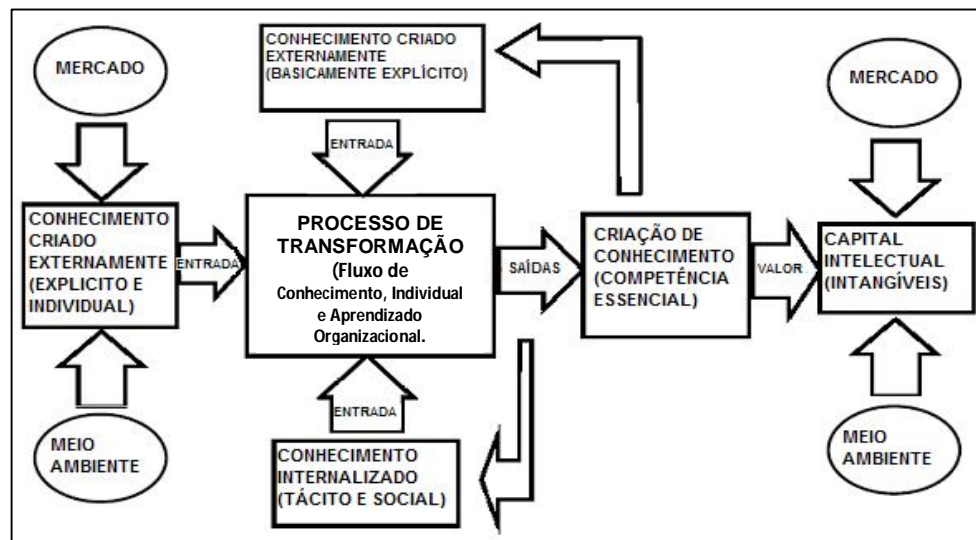 MERCADO
CONHECIMENTO CRIADO
EXTERNAMENTE
(BASICAMENTE EXPLÍCITO)
MERCADO
ENTRADA
CONHECIMENTO
CRIADO
EXTERNAMENTE
(EXPLICITO E
INDIVIDUAL)
ENTRADA
PROCESSO DE
TRANSFORMAÇÃO
(Fluxo de
Conhecimento, Individual
e Aprendizado
Organizacional.
SAÍDAS
CRIAÇÃO DE
CONHECIMENTO
(COMPETÊNCIA
ESSENCIAL)
VALOR
CAPITAL
INTELECTUAL
(INTANGÍVEIS)
ENTRADA
MEIO
AMBIENTE
CONHECIMENTO
INTERNALIZADO
(TÁCITO E SOCIAL)
MEIO
AMBIENTE